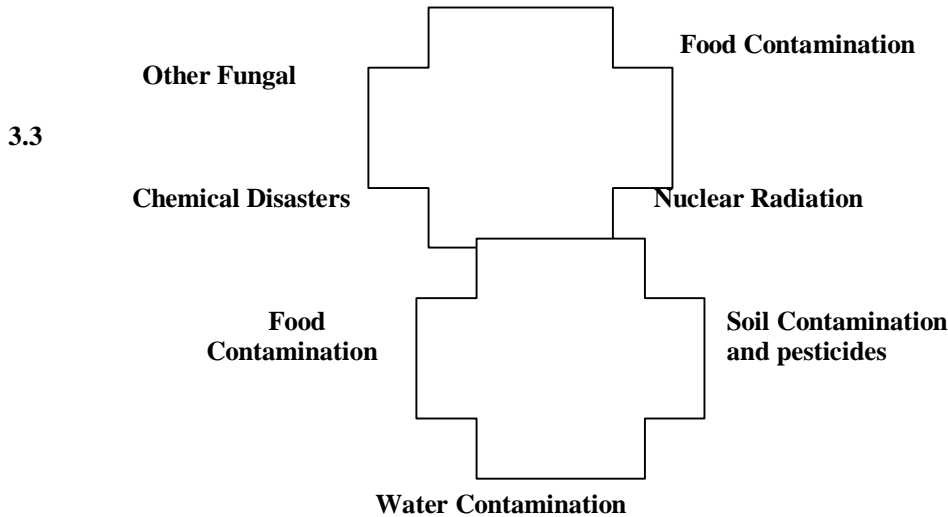 Food Contamination
Other Fungal
3.3
Chemical Disasters
Nuclear Radiation
Food
Contamination
Soil Contamination
and pesticides
Water Contamination